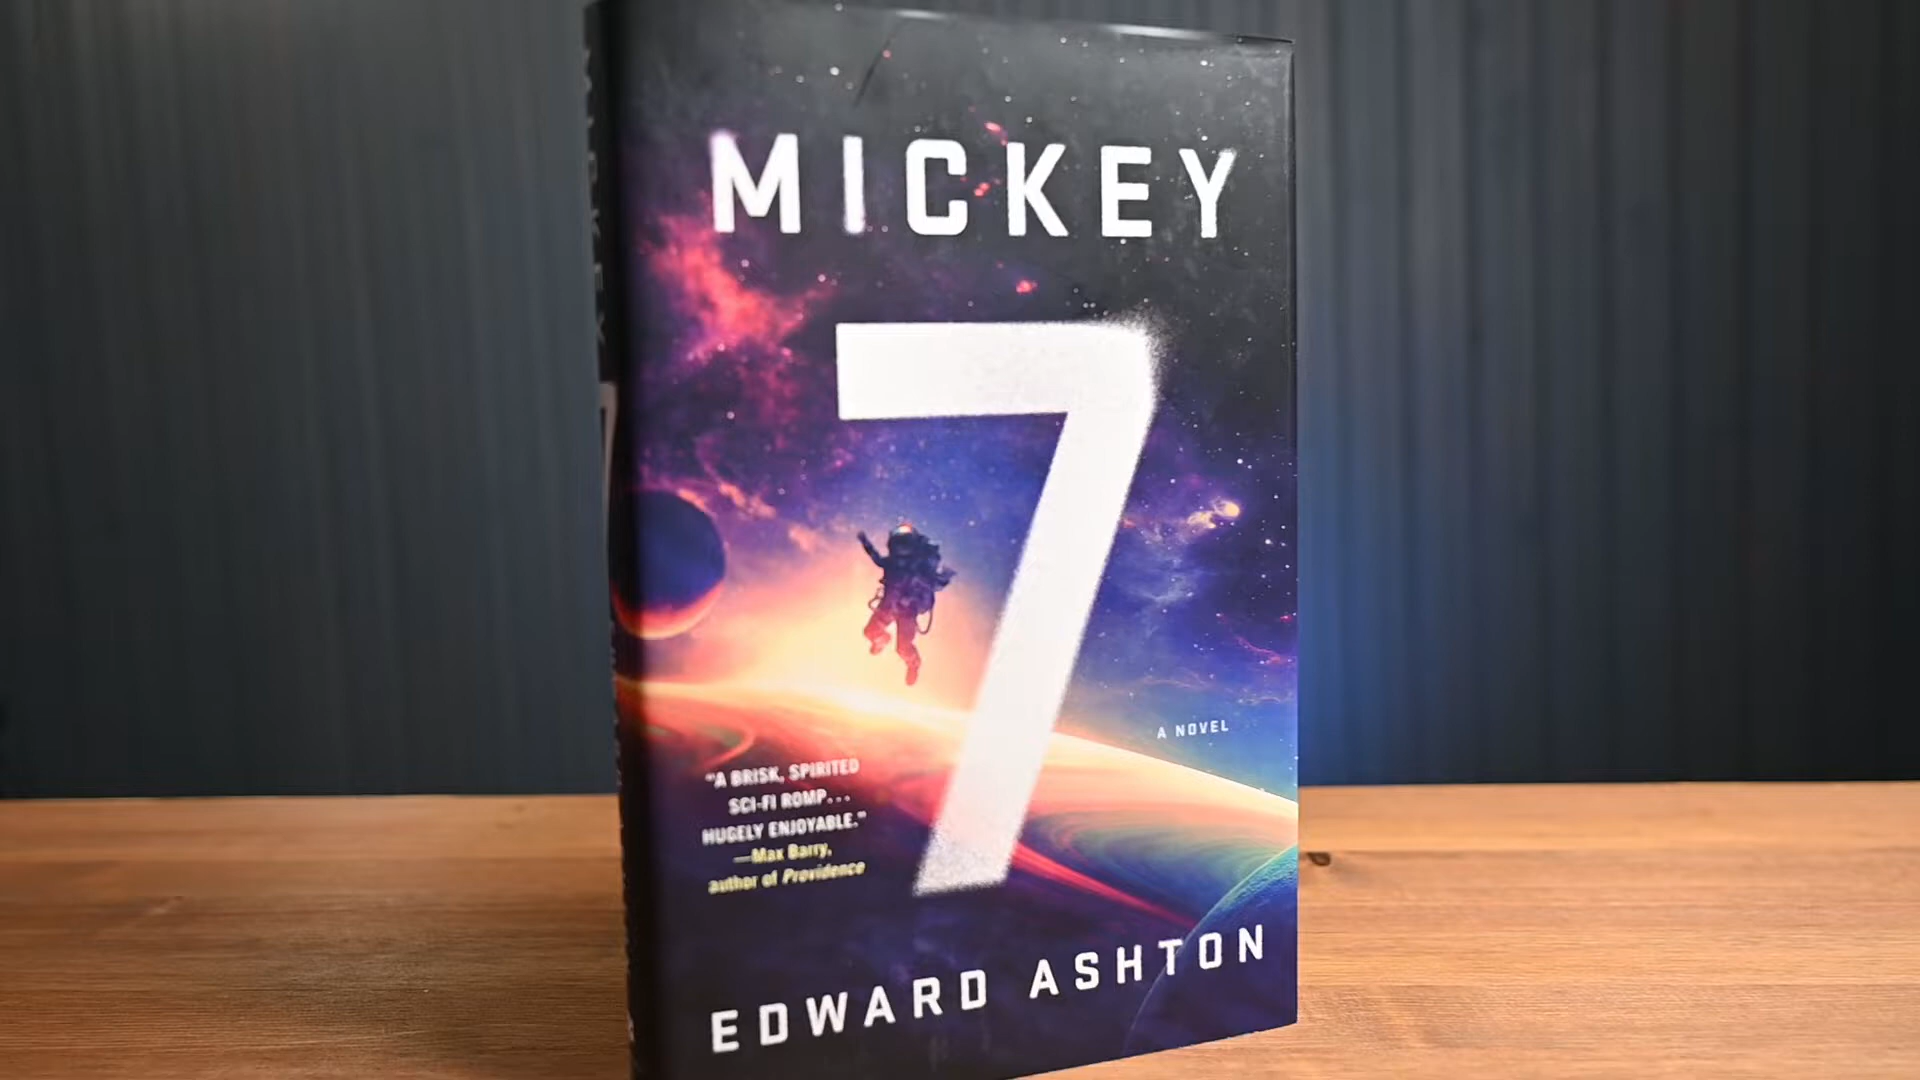 MICKEY
7
A NOVEL
"A BRISK, SPIRITED
SCI-FI ROMP...
HUGELY ENJOYABLE."
—Max Barry,
author of Providence
EDWARD ASHTON